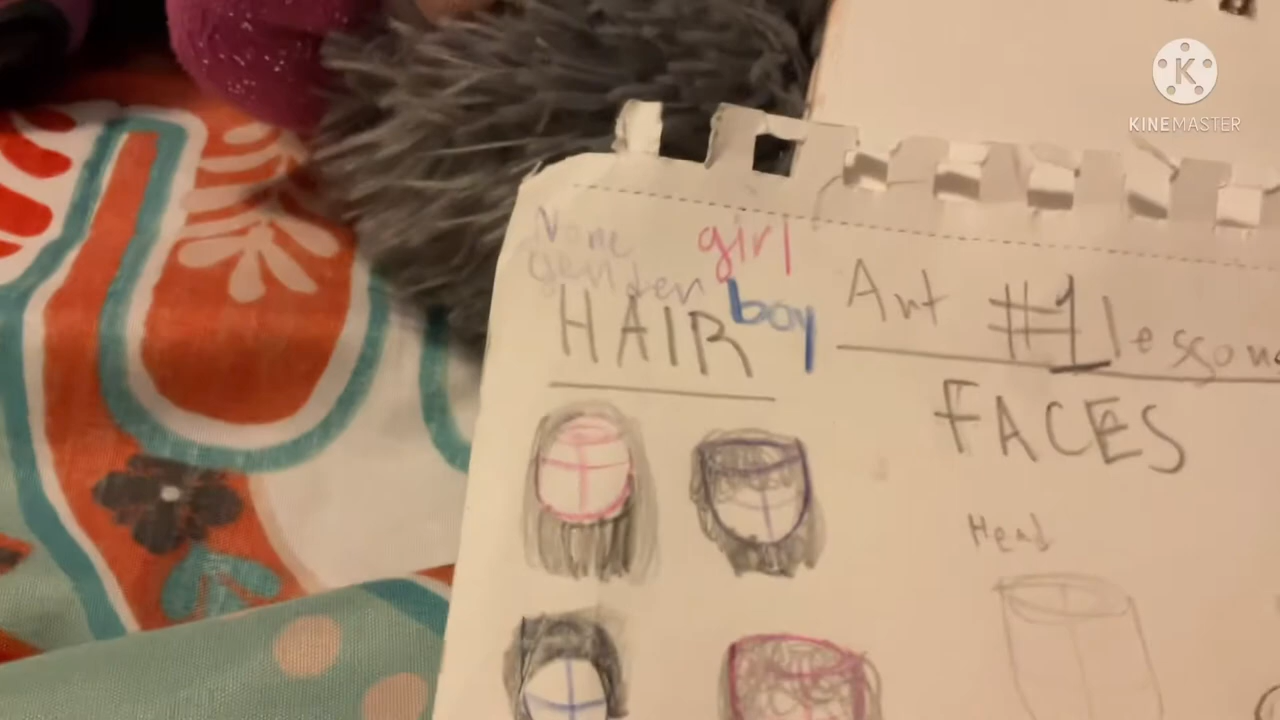 None
gender
girl
boy
HAIR
Art #1 lesson
FACES
Head
KINEMASTER